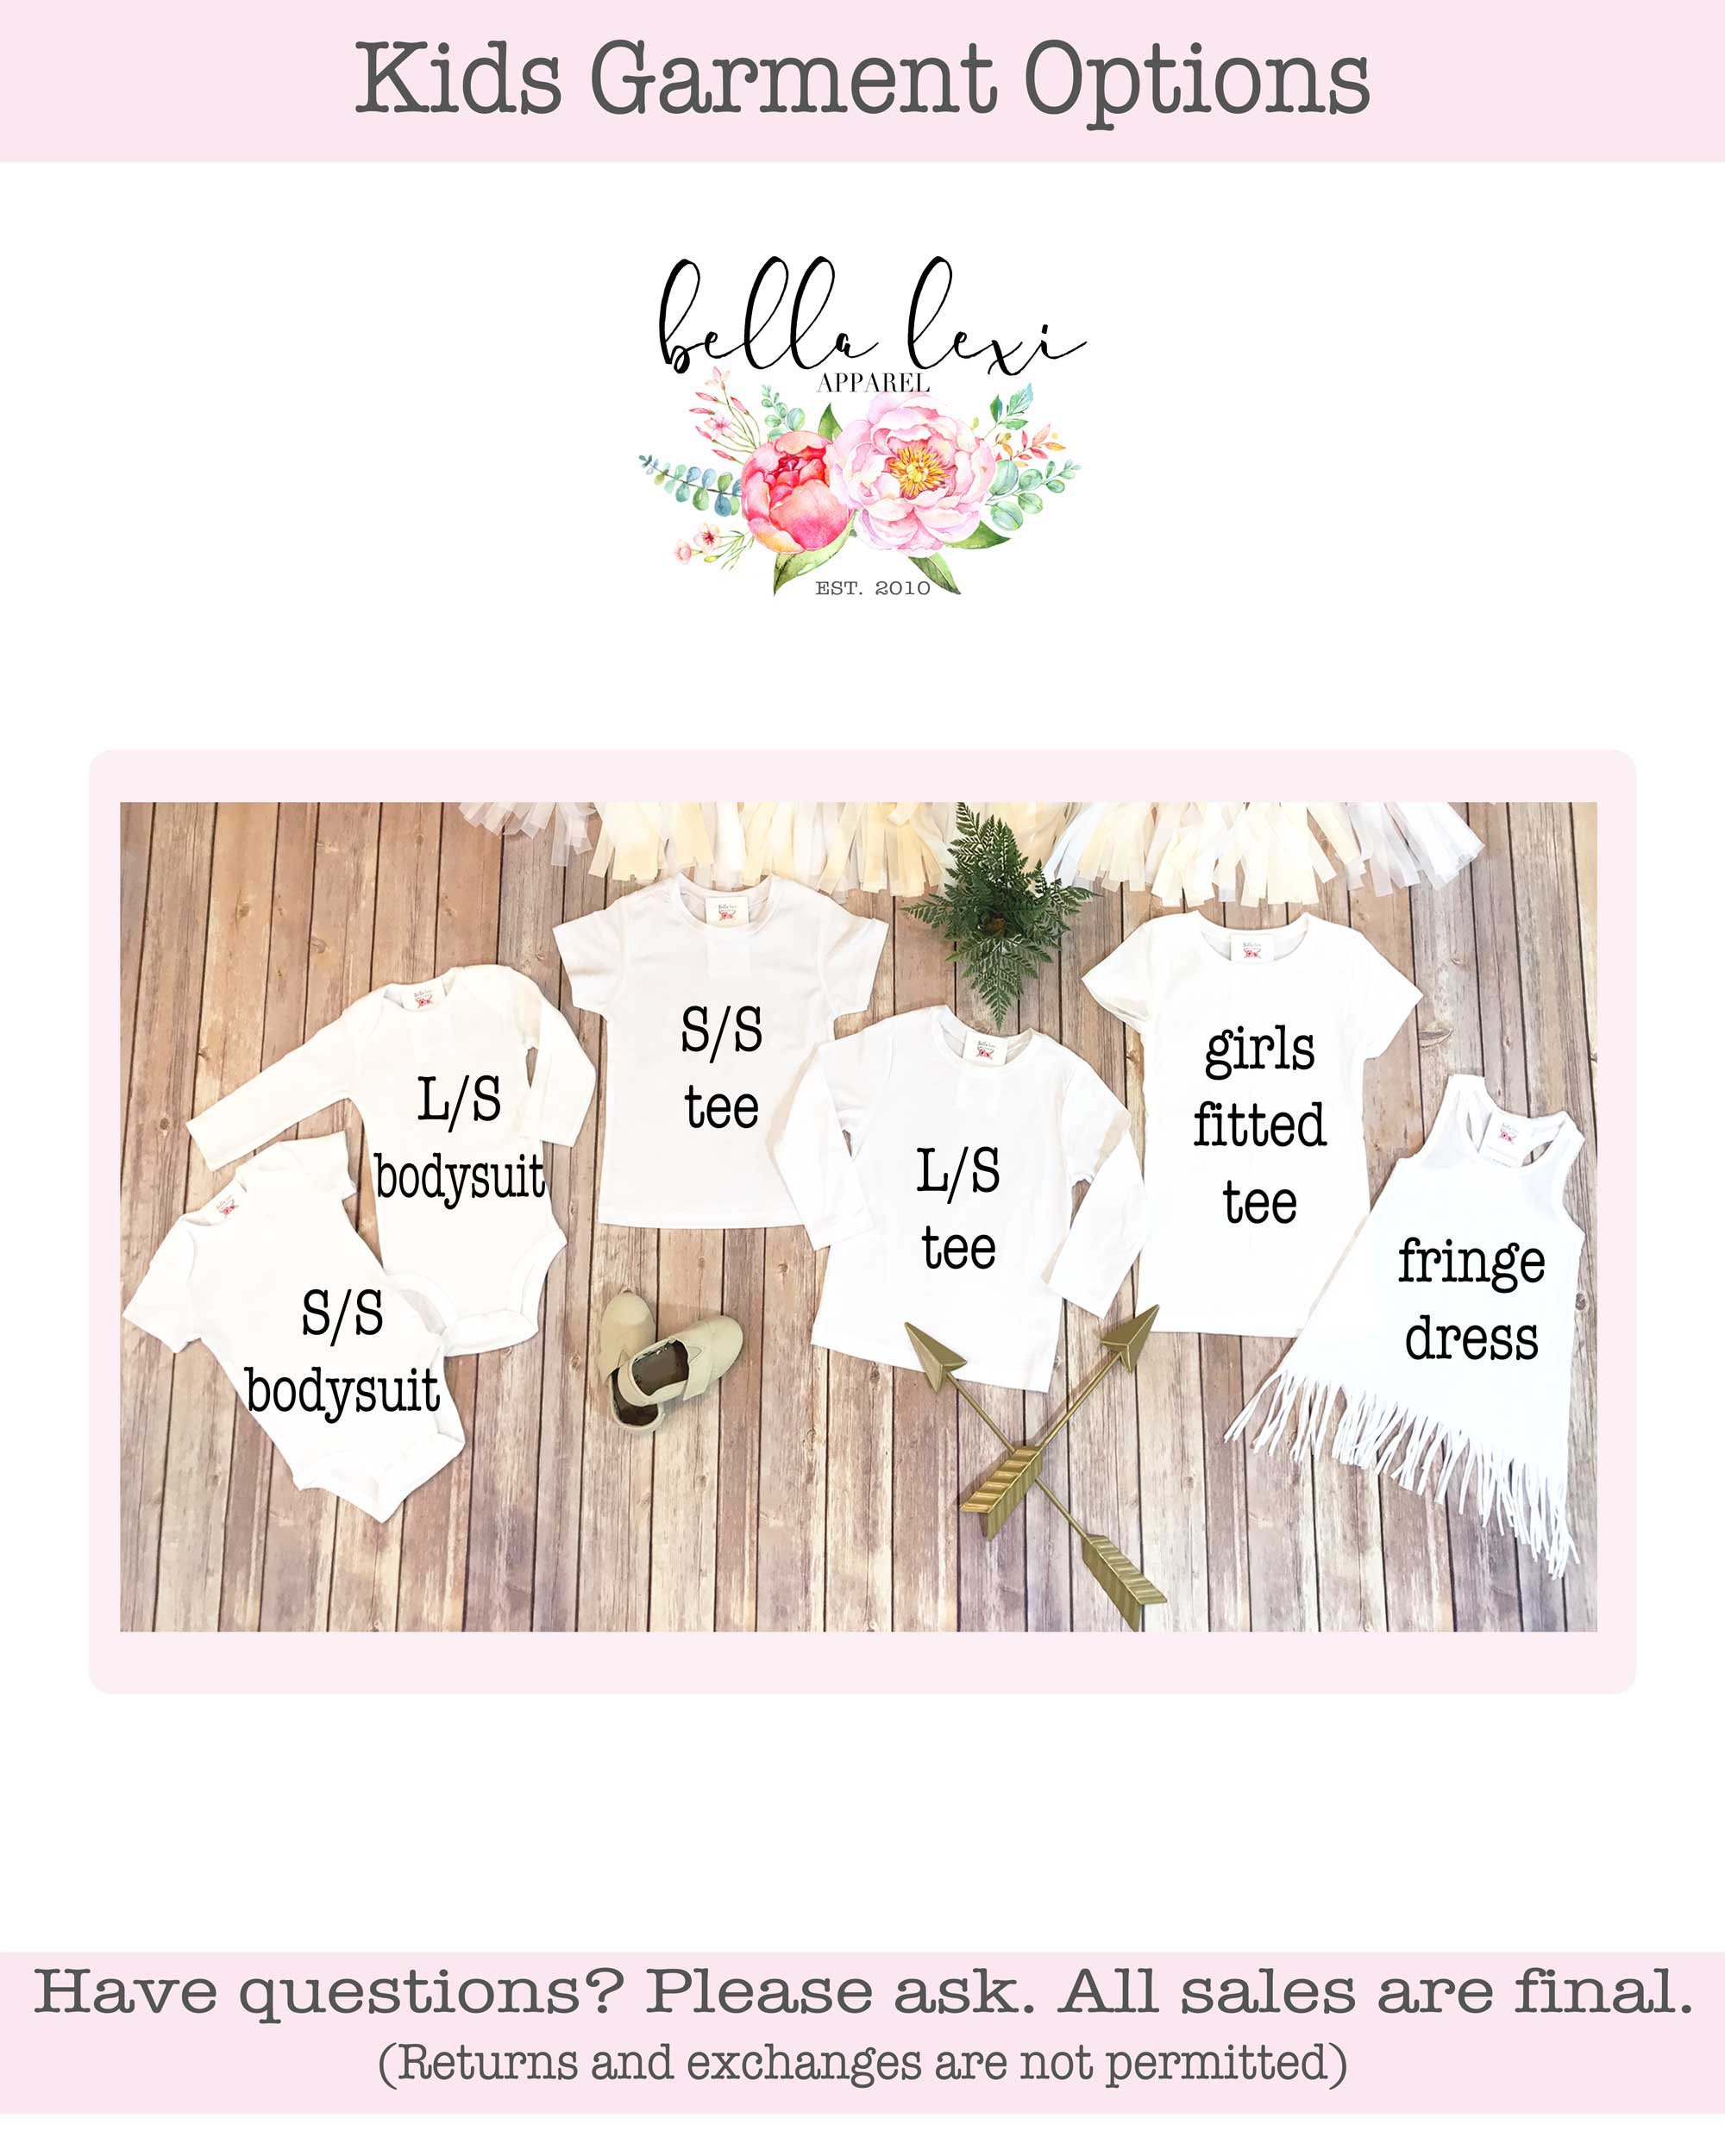 Kids Garment Options
bella lexi
APPAREL
EST. 2010
L/S
bodysuit
S/S
bodysuit
S/S
tee
L/S
tee
girls
fitted
tee
fringe
dress
Have questions? Please ask. All sales are final.
(Returns and exchanges are not permitted)